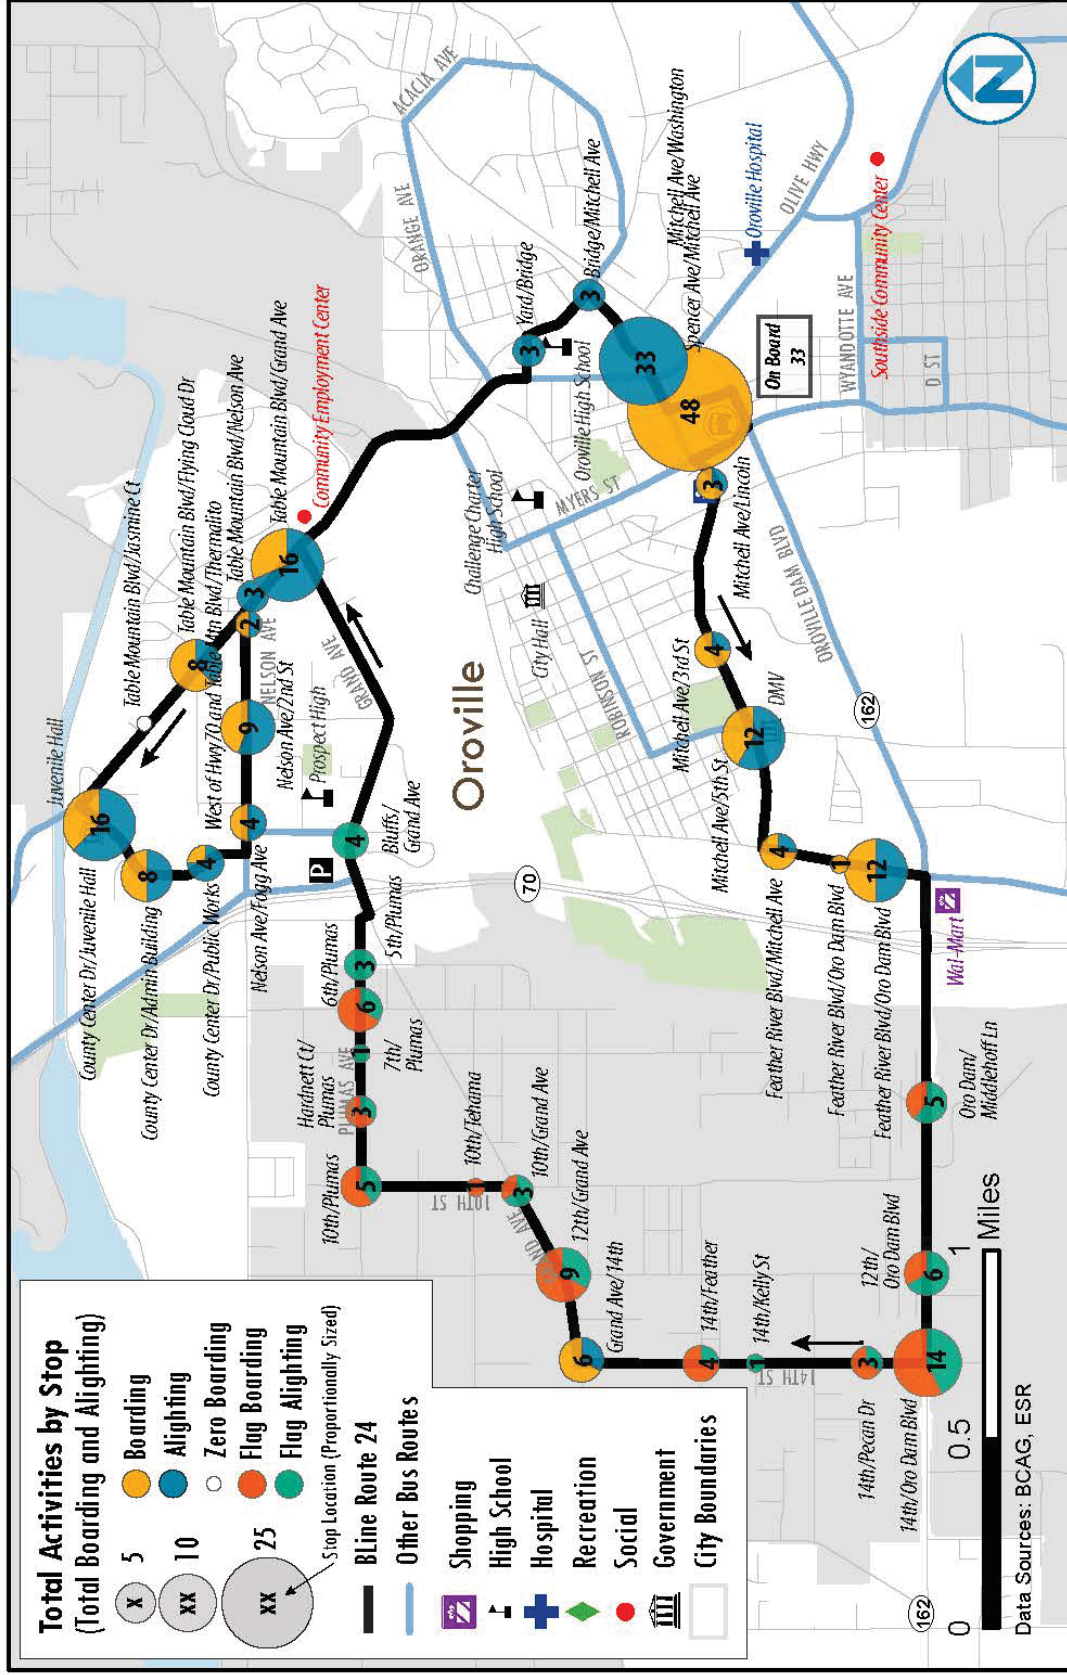 Total Activities by Stop
(Total Boarding and Alighting)
x 5
xx 10
xx 25
Boarding
Alighting
Zero Boarding
Flag Boarding
Flag Alighting
Stop Location (Proportionally Sized)
BLine Route 24
Other Bus Routes
Shopping
High School
Hospital
Recreation
Social
Government
City Boundaries
Juvenile Hall
County Center Dr/Juvenile Hall
16
County Center Dr/Admin Building
8
County Center Dr/Public Works
4
Table Mountain Blvd/Jasmine Ct
Table Mountain Blvd/Flying Cloud Dr
8
West of Hwy70 and Table Mtn Blvd/Thermalito
2
Table Mountain Blvd/Nelson Ave
3
Table Mountain Blvd/Grand Ave
16
Community Employment Center
NELSON AVE
9
Nelson Ave/2nd St
Nelson Ave/Fogg Ave
4
Prospect High
GRAND AVE
P
4
Bluffs/
Grand Ave
5th/Plumas
3
6th/Plumas
6
7th/
Plumas
1
Hardnett Ct/
Plumas
3
PLUMAS AVE
10th/Plumas
5
10th/Tehama
1
10TH ST
10th/Grand Ave
3
GRAND AVE
12th/Grand Ave
9
Grand Ave/14th
6
14th/Feather
4
14th/Kelly St
1
14TH ST
14th/Pecan Dr
3
14th/Oro Dam Blvd
14
12th/
Oro Dam Blvd
6
Oro Dam/
Middlehoff Ln
5
Wal-Mart
Feather River Blvd/Oro Dam Blvd
12
Feather River Blvd/Oro Dam Blvd
1
Feather River Blvd/Mitchell Ave
4
Mitchell Ave/5th St
12
DMV
Mitchell Ave/3rd St
4
Mitchell Ave/Lincoln
3
48
33
Spencer Ave/Mitchell Ave
Mitchell Ave/Washington
Bridge/Mitchell Ave
3
Yard/Bridge
3
Oroville High School
Challenge Charter
High School
City Hall
Oroville
ORANGE AVE
ACACIA AVE
MYERS ST
ROBINSON ST
OROVILLE DAM BLVD
OLIVE HWY
WYANDOTTE AVE
D ST
Oroville Hospital
Southside Community Center
On Board
33
70
162
162
N
0 0.5 1
Miles
Data Sources: BCAG, ESR